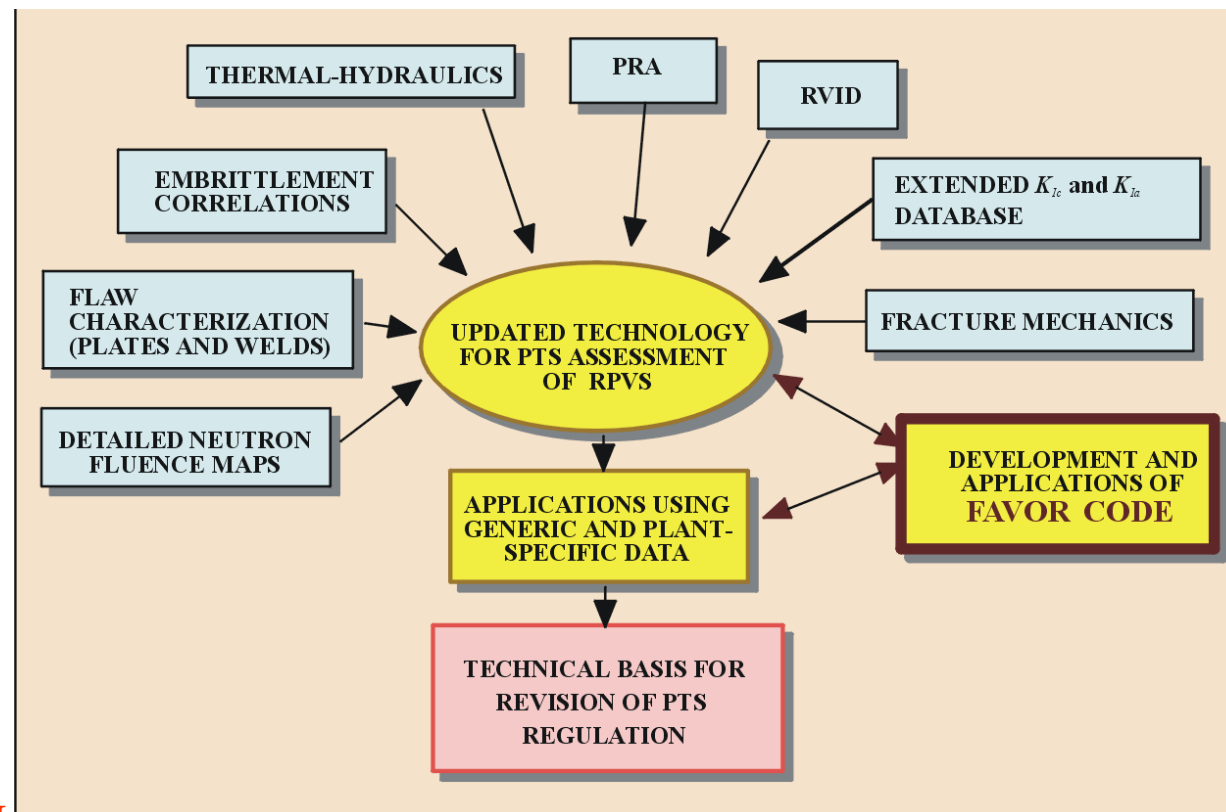 THERMAL-HYDRAULICS
PRA
RVID
EMBRITTLEMENT
CORRELATIONS
EXTENDED K_Ic and K_Ia
DATABASE
FLAW
CHARACTERIZATION
(PLATES AND WELDS)
UPDATED TECHNOLOGY
FOR PTS ASSESSMENT
OF RPVS
FRACTURE MECHANICS
DETAILED NEUTRON
FLUENCE MAPS
DEVELOPMENT AND
APPLICATIONS OF
FAVOR CODE
APPLICATIONS USING
GENERIC AND PLANT-
SPECIFIC DATA
TECHNICAL BASIS FOR
REVISION OF PTS
REGULATION